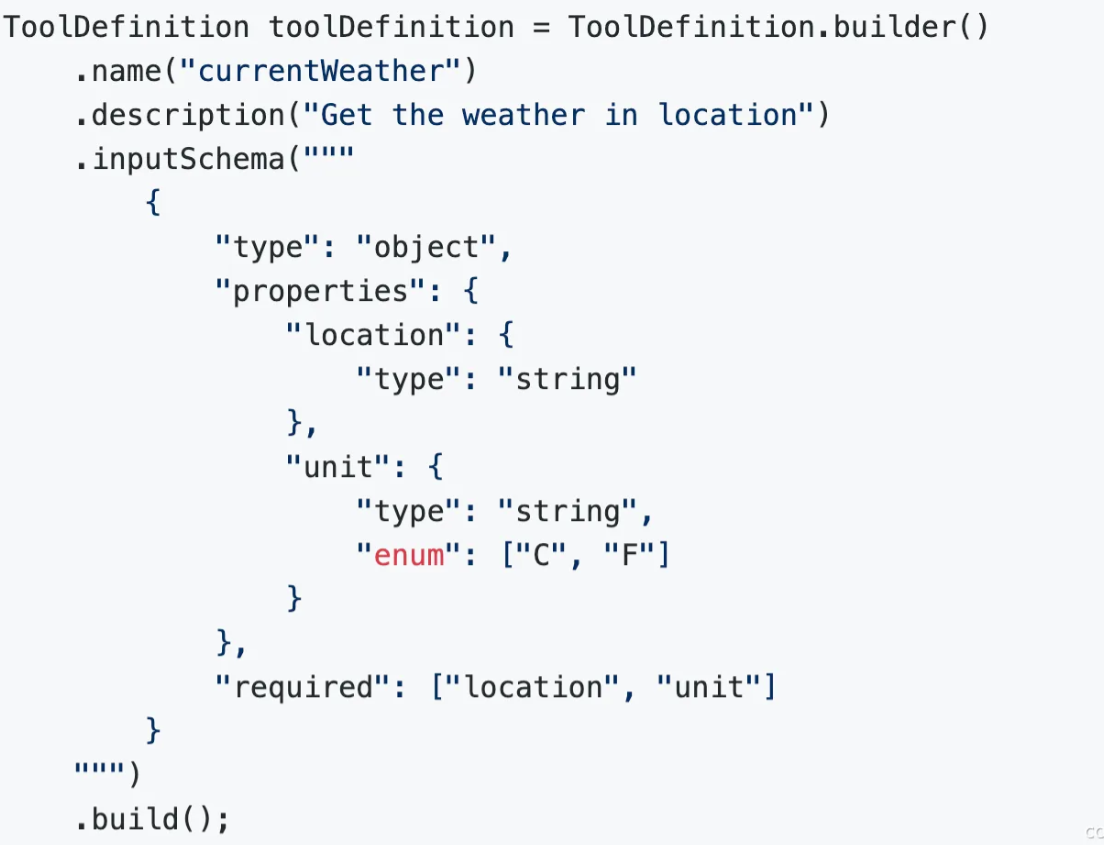 ToolDefinition toolDefinition = ToolDefinition.builder()
    .name("currentWeather")
    .description("Get the weather in location")
    .inputSchema("""
        {
            "type": "object",
            "properties": {
                "location": {
                    "type": "string"
                },
                "unit": {
                    "type": "string",
                    "enum": ["C", "F"]
                }
            },
            "required": ["location", "unit"]
        }
    """)
    .build();